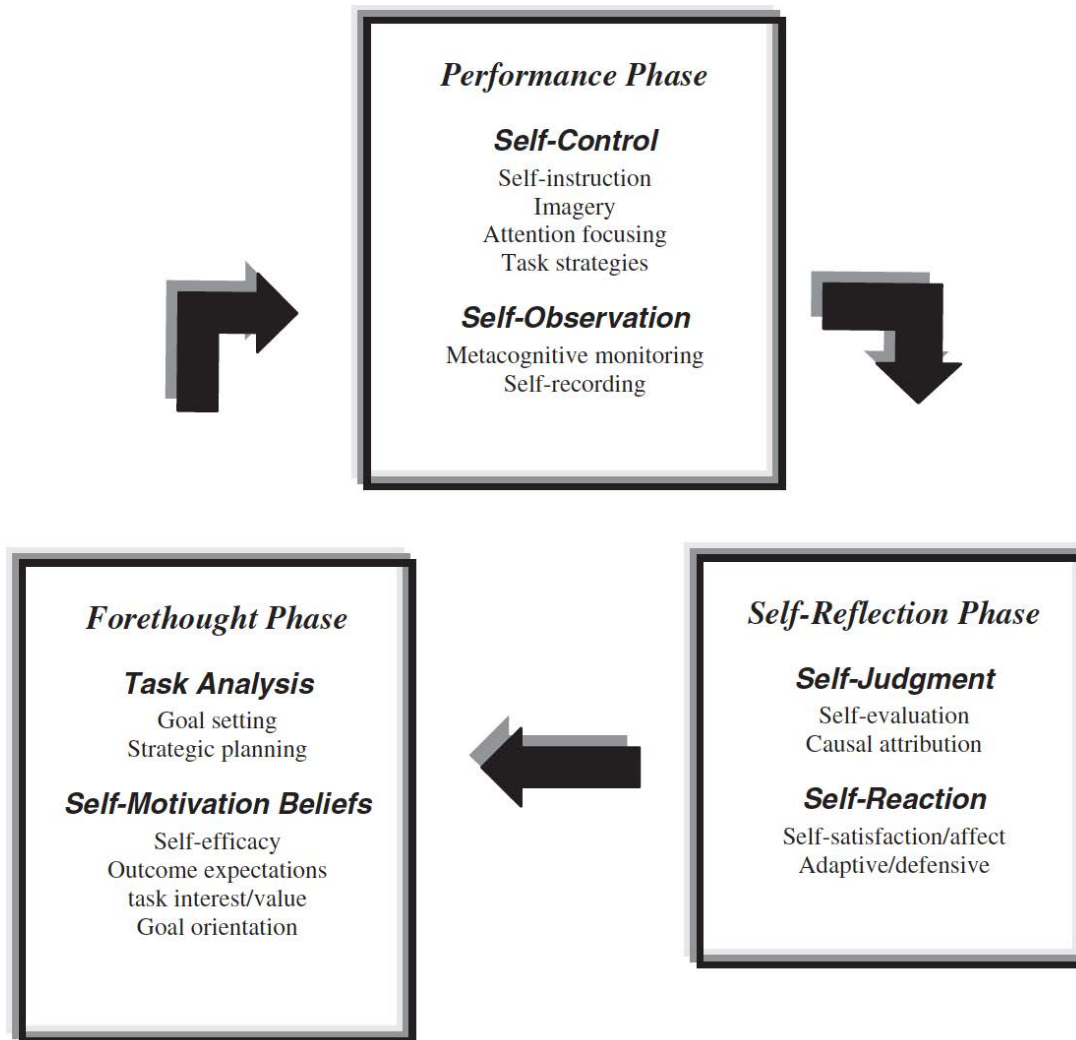 Performance Phase
Self-Control
Self-instruction
Imagery
Attention focusing
Task strategies
Self-Observation
Metacognitive monitoring
Self-recording
Forethought Phase
Task Analysis
Goal setting
Strategic planning
Self-Motivation Beliefs
Self-efficacy
Outcome expectations
task interest/value
Goal orientation
Self-Reflection Phase
Self-Judgment
Self-evaluation
Causal attribution
Self-Reaction
Self-satisfaction/affect
Adaptive/defensive